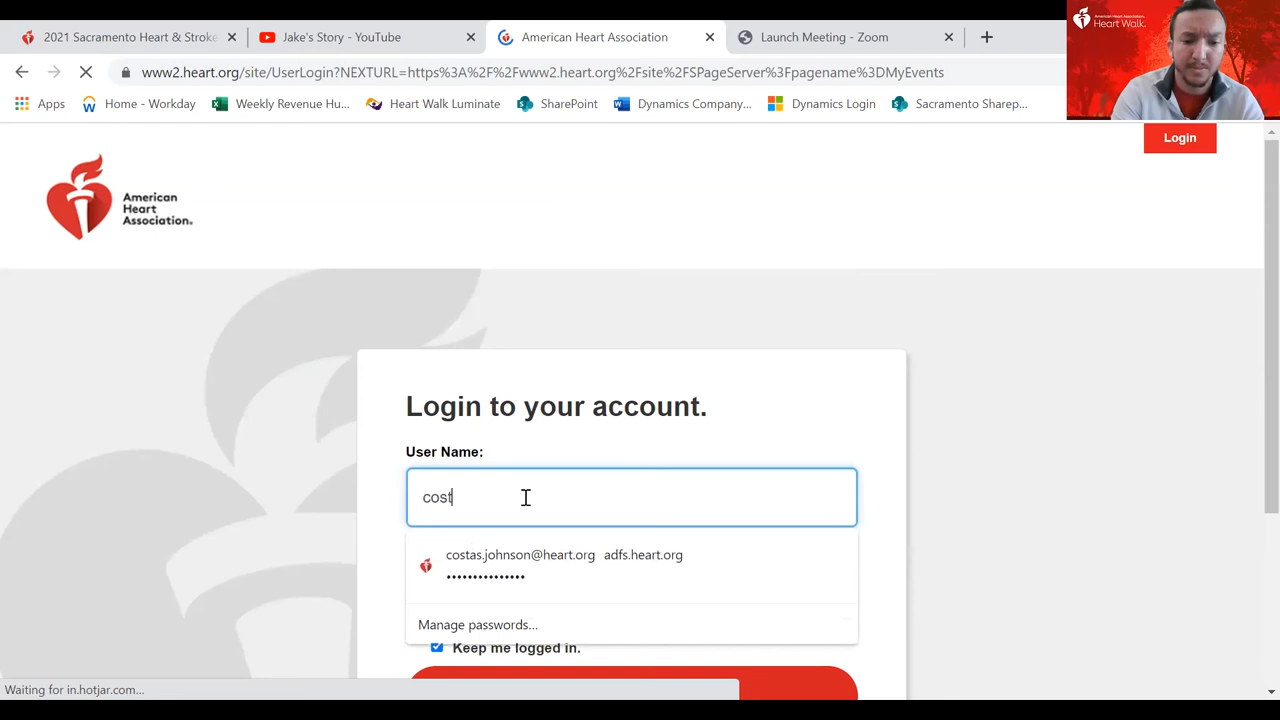 2021 Sacramento Heart & Stroke
Jake's Story - YouTube
American Heart Association
Launch Meeting - Zoom
American Heart Association
Heart Walk
www2.heart.org/site/UserLogin?NEXTURL=https%3A%2F%2Fwww2.heart.org%2Fsite%2FSPageServer%3Fpagename%3DMyEvents
Apps
Home - Workday
Weekly Revenue Hu...
Heart Walk Luminate
SharePoint
Dynamics Company...
Dynamics Login
Sacramento Sharep...
Login
American
Heart
Association.
Login to your account.
User Name:
cost
costas.johnson@heart.org adfs.heart.org
•••••••••••••••
Manage passwords...
Keep me logged in.
Waiting for in.hotjar.com...